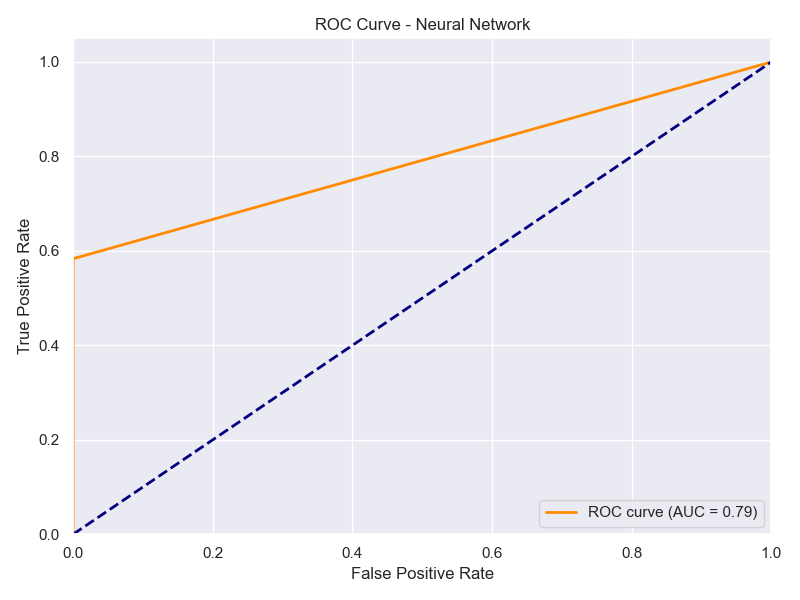 ROC Curve - Neural Network
1.0
0.8
0.6
0.4
0.2
0.0
True Positive Rate
0.0 0.2 0.4 0.6 0.8 1.0
False Positive Rate
ROC curve (AUC = 0.79)